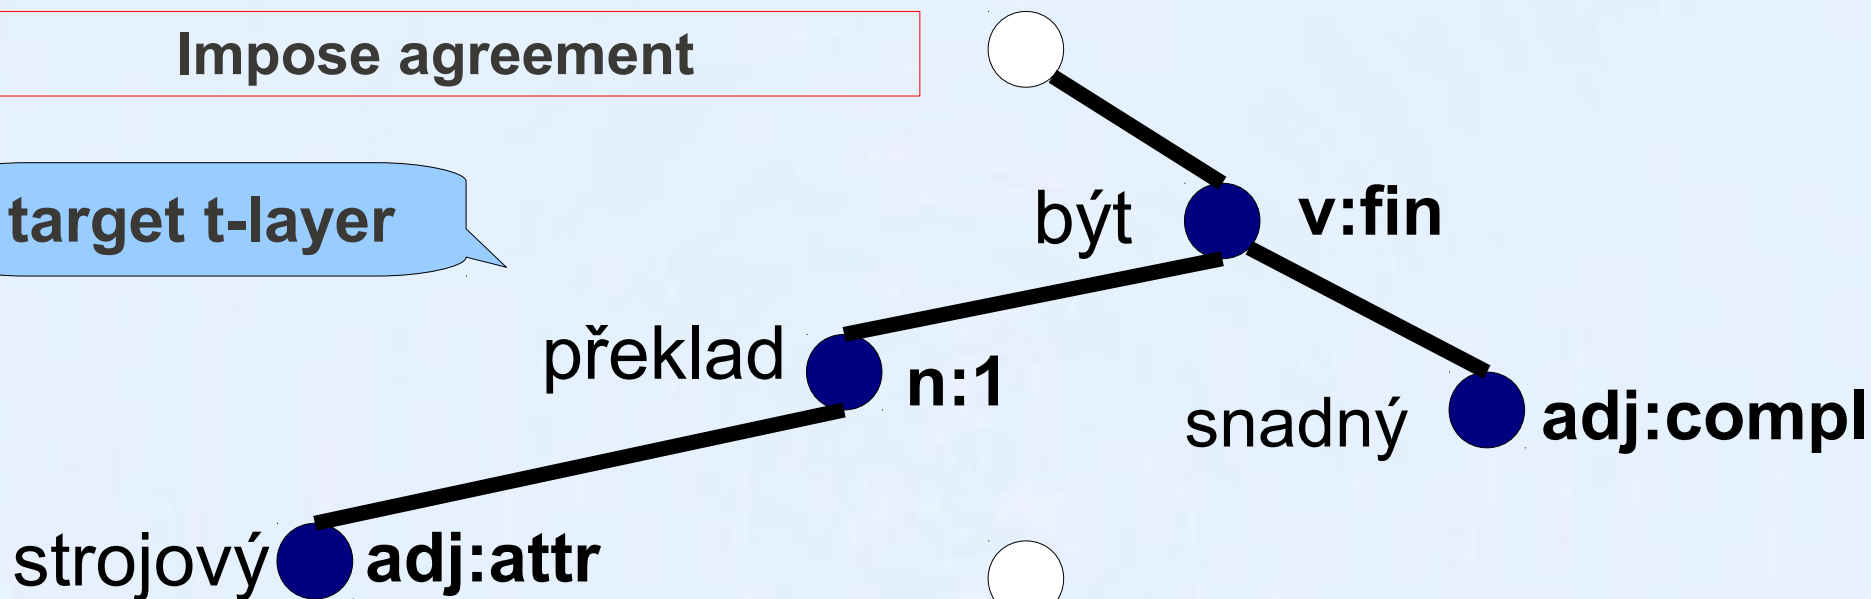 Impose agreement
target t-layer
být v:fin
překlad n:1
snadný adj:compl
strojový adj:attr